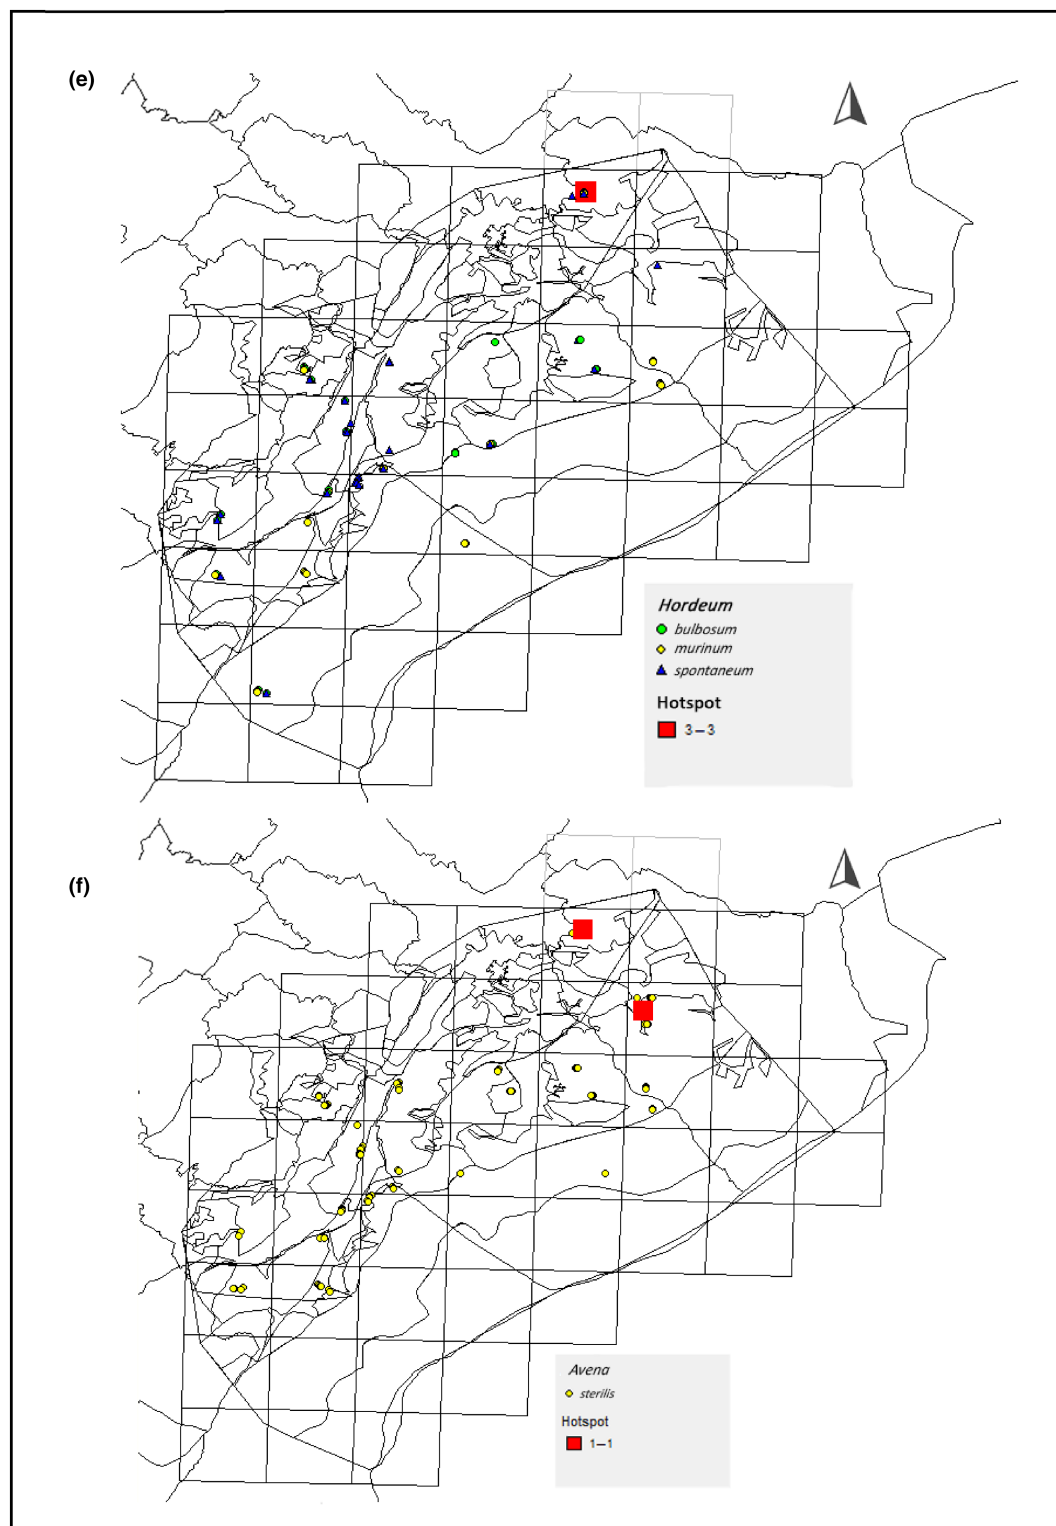 (e)
Hordeum
bulbosum
murinum
spontaneum
Hotspot
3 – 3
(f)
Avena
sterilis
Hotspot
1 – 1